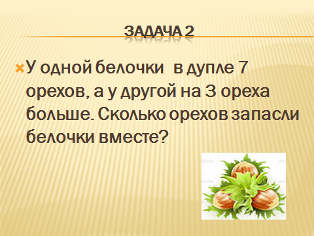 ЗАДАЧА 2
У одной белочки в дупле 7
орехов, а у другой на 3 ореха
больше. Сколько орехов запасли
белочки вместе?